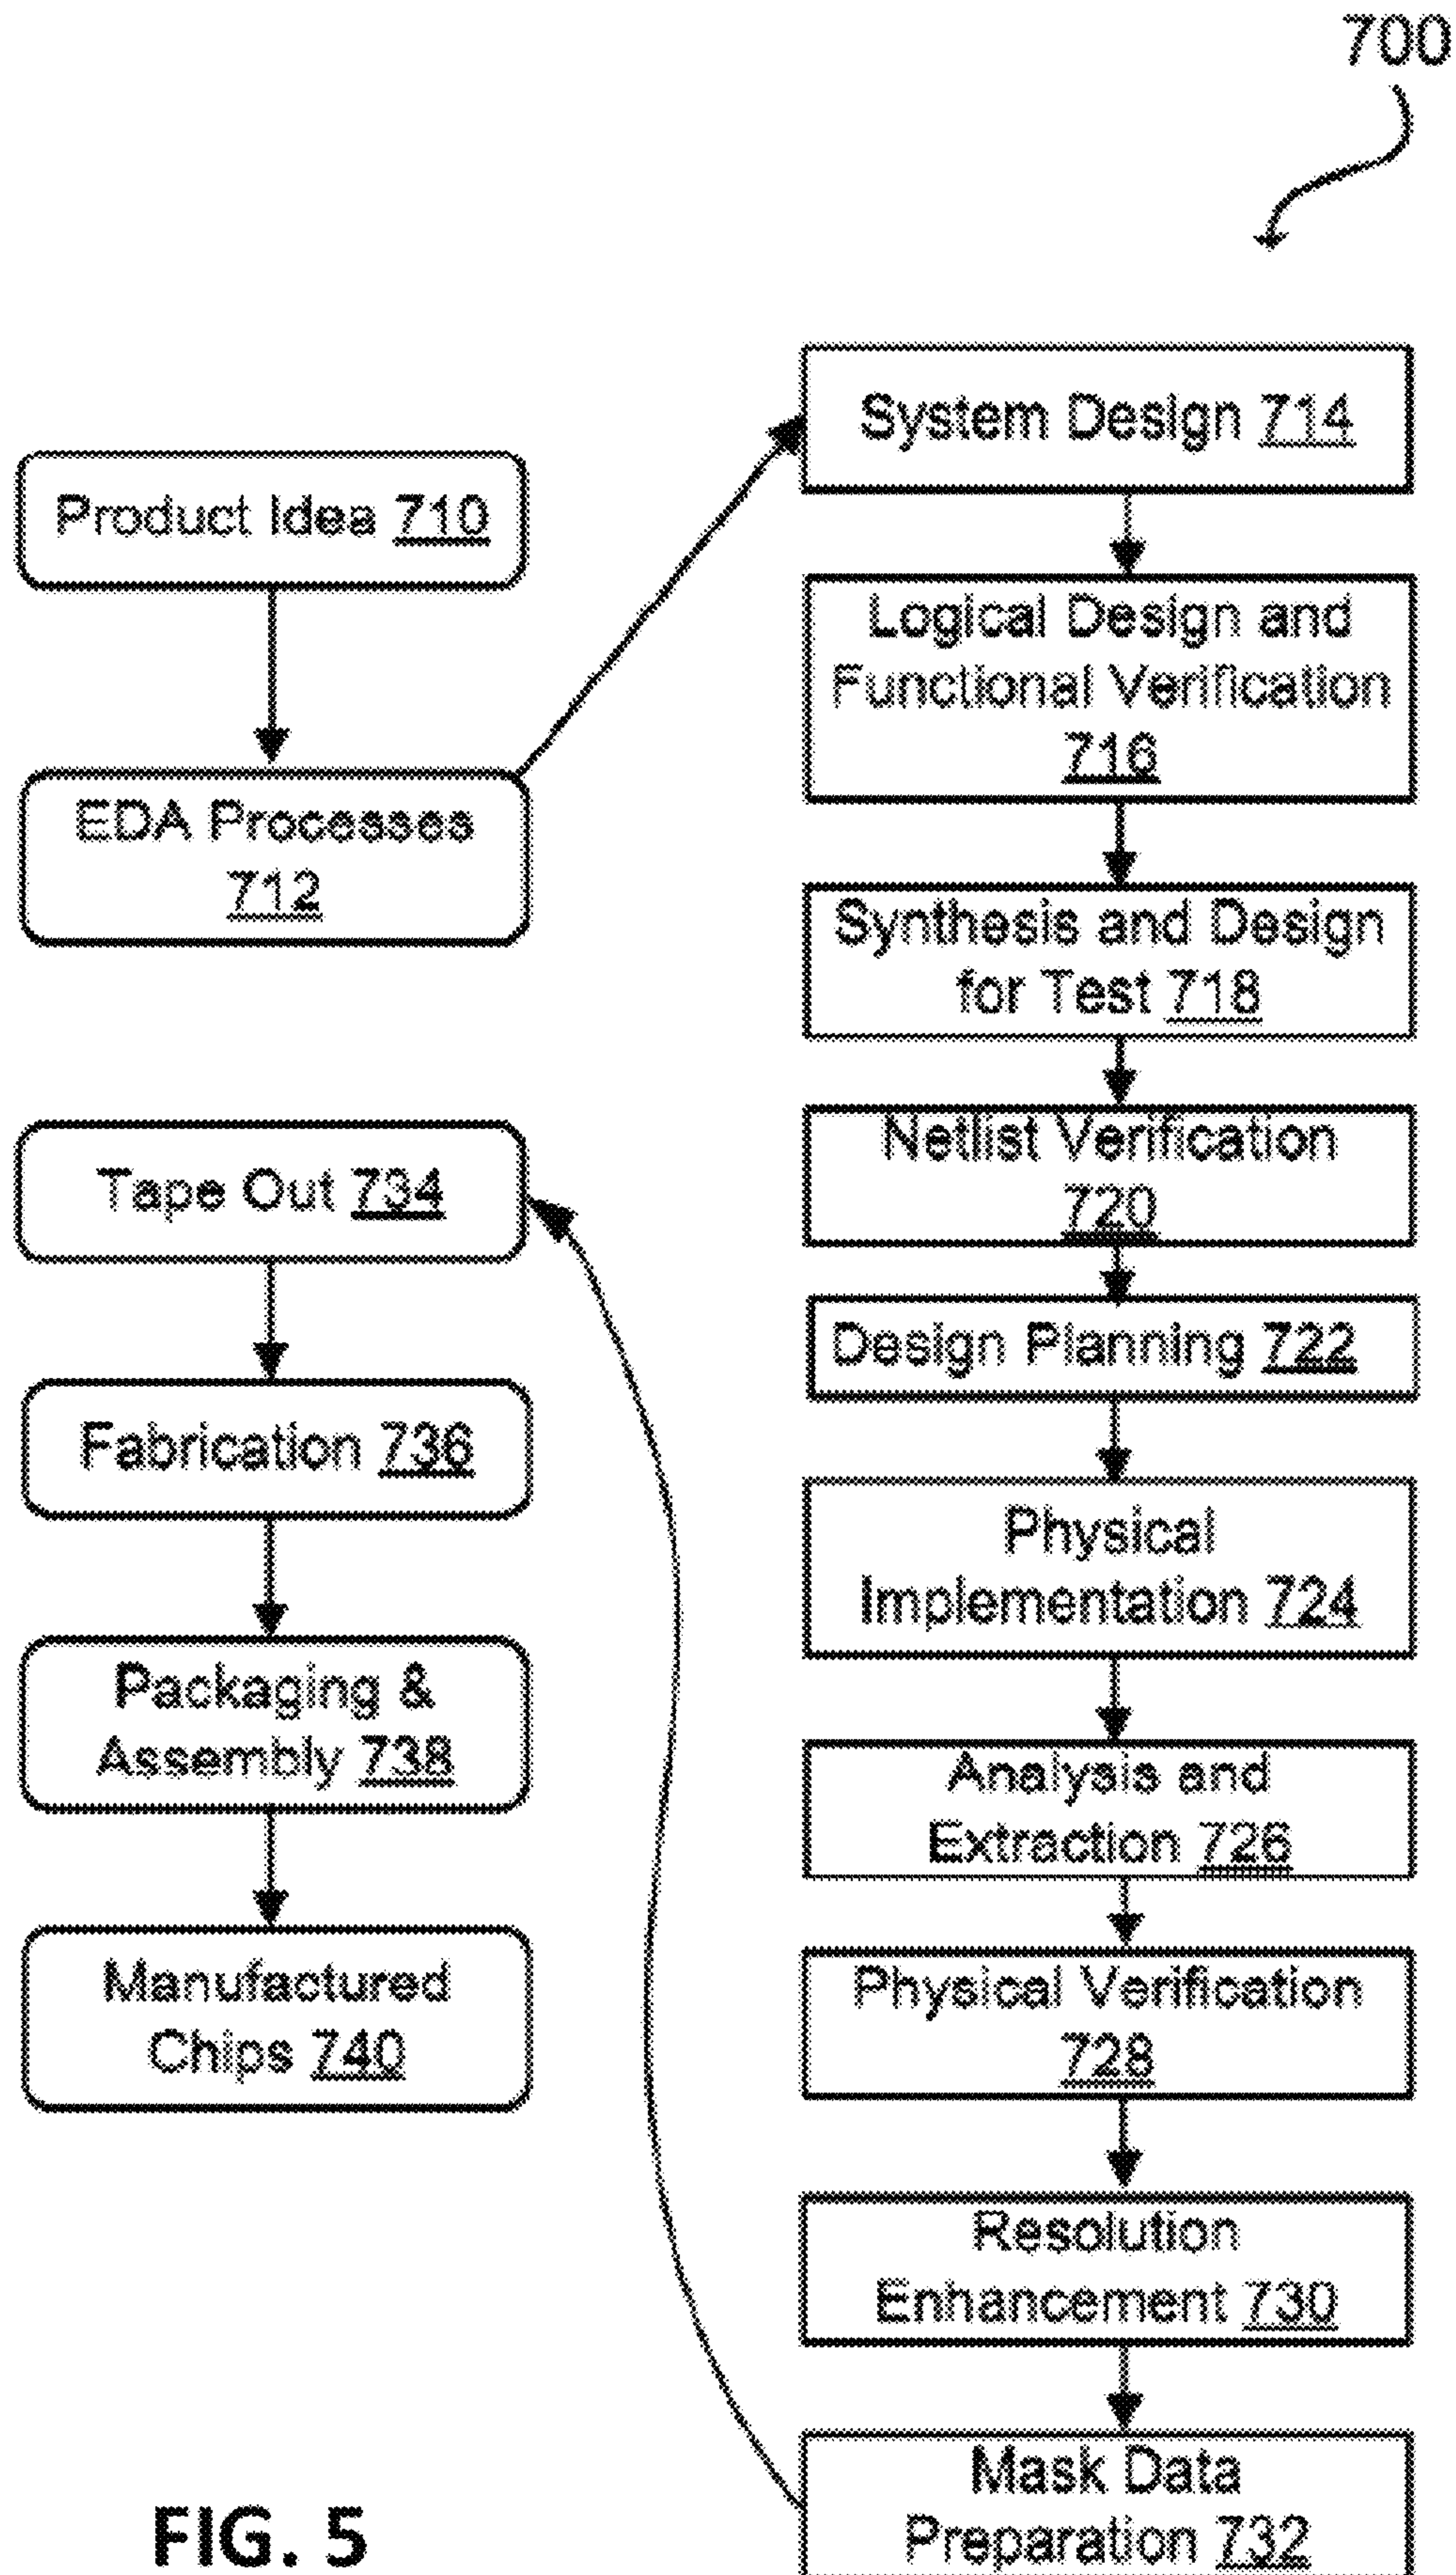 700
Product Idea 710
EDA Processes
712
System Design 714
Logical Design and
Functional Verification
716
Synthesis and Design
for Test 718
Netlist Verification
720
Design Planning 722
Physical
Implementation 724
Analysis and
Extraction 726
Physical Verification
728
Resolution
Enhancement 730
Mask Data
Preparation 732
Tape Out 734
Fabrication 736
Packaging &
Assembly 738
Manufactured
Chips 740
FIG. 5